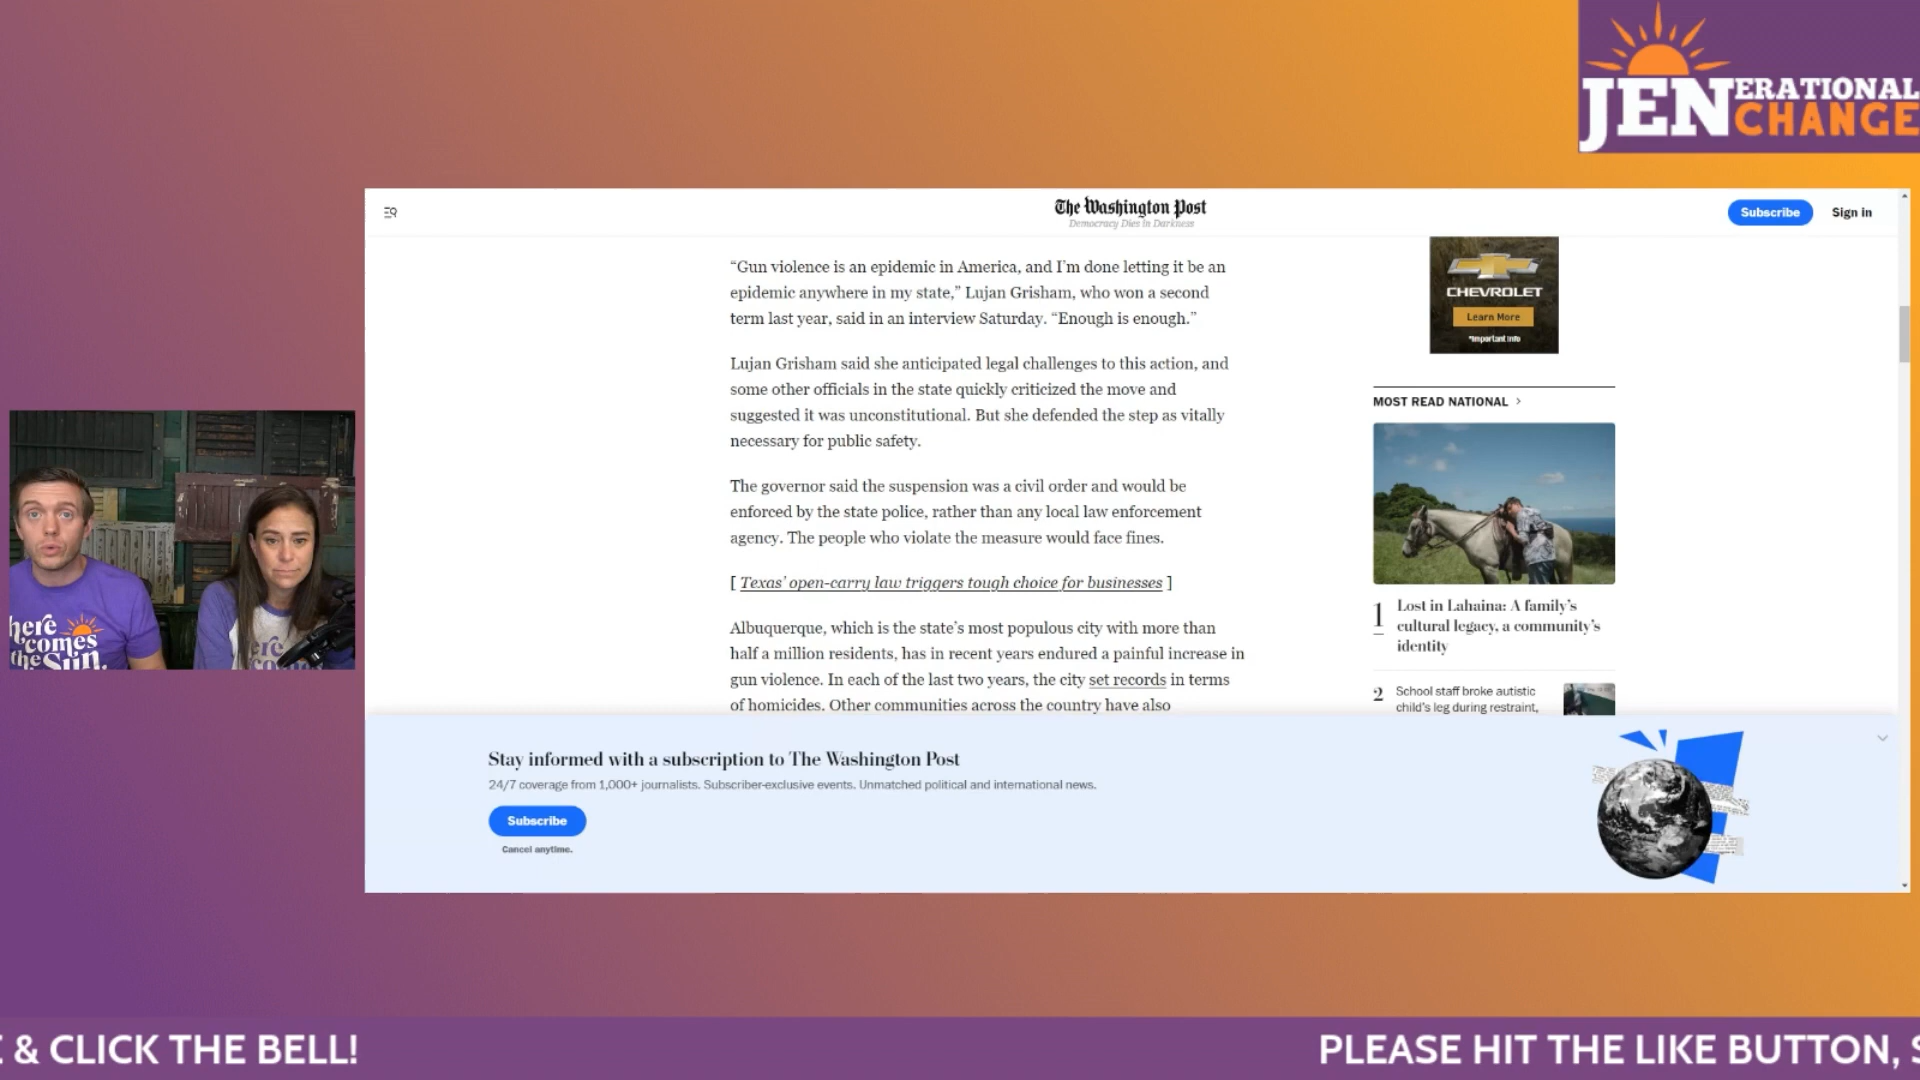 JENERATIONAL
CHANGE
The Washington Post
Democracy Dies in Darkness
Subscribe
Sign in
“Gun violence is an epidemic in America, and I’m done letting it be an
epidemic anywhere in my state,” Lujan Grisham, who won a second
term last year, said in an interview Saturday. “Enough is enough.”
Lujan Grisham said she anticipated legal challenges to this action, and
some other officials in the state quickly criticized the move and
suggested it was unconstitutional. But she defended the step as vitally
necessary for public safety.
The governor said the suspension was a civil order and would be
enforced by the state police, rather than any local law enforcement
agency. The people who violate the measure would face fines.
[ Texas’ open-carry law triggers tough choice for businesses ]
Albuquerque, which is the state’s most populous city with more than
half a million residents, has in recent years endured a painful increase in
gun violence. In each of the last two years, the city set records in terms
of homicides. Other communities across the country have also
CHEVROLET
Learn More
*Important Info
MOST READ NATIONAL >
1
Lost in Lahaina: A family’s
cultural legacy, a community’s
identity
2
School staff broke autistic
child’s leg during restraint,
here
comes
the Sun.
Stay informed with a subscription to The Washington Post
24/7 coverage from 1,000+ journalists. Subscriber-exclusive events. Unmatched political and international news.
Subscribe
Cancel anytime.
& CLICK THE BELL!
PLEASE HIT THE LIKE BUTTON, S